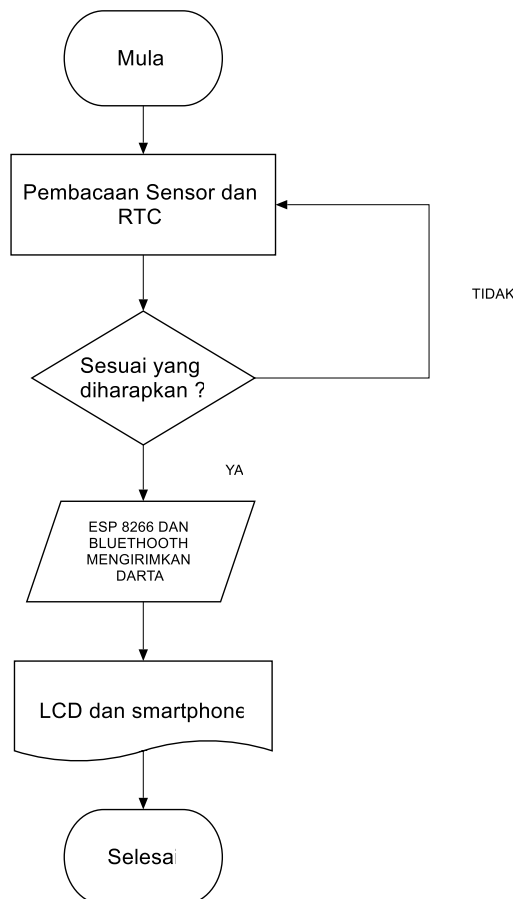 Mula
Pembacaan Sensor dan
RTC
TIDAK
Sesuai yang
diharapkan ?
YA
ESP 8266 DAN
BLUETHOOTH
MENGIRIMKAN
DARTA
LCD dan smartphone
Selesai